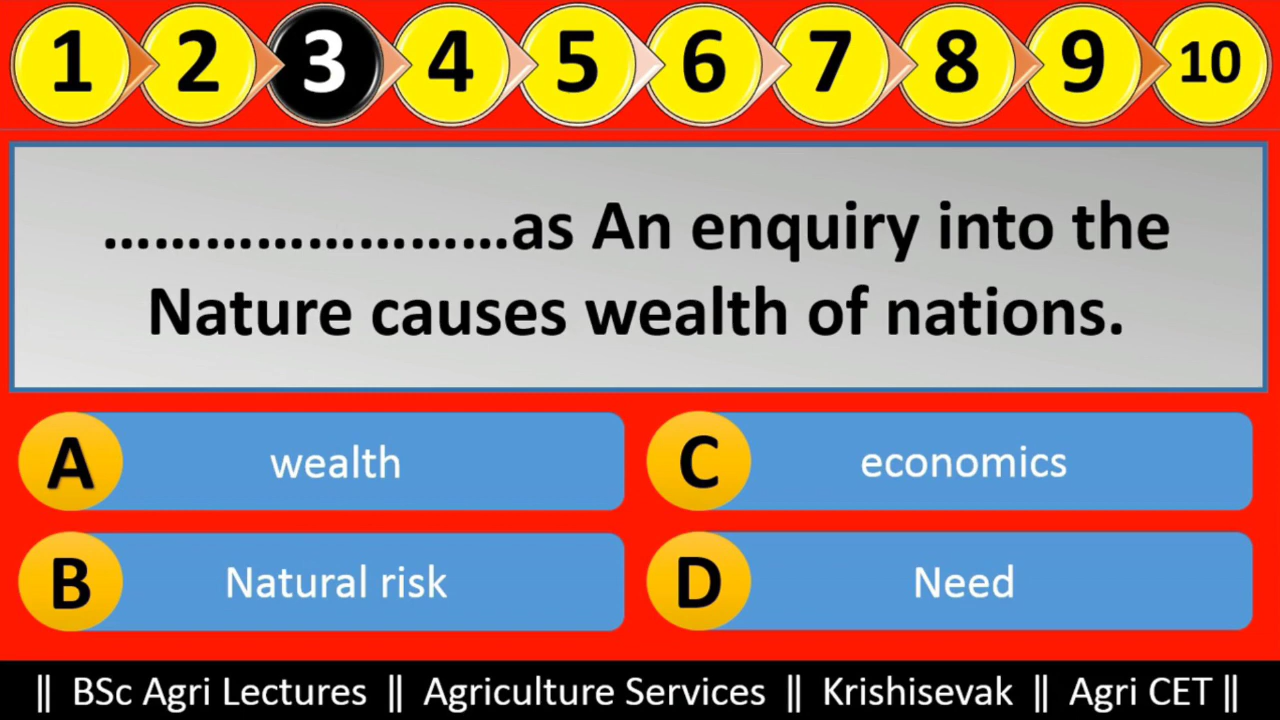 1 2 3 4 5 6 7 8 9 10
........................as An enquiry into the
Nature causes wealth of nations.
A wealth
C economics
B Natural risk
D Need
|| BSc Agri Lectures || Agriculture Services || Krishisevak || Agri CET ||